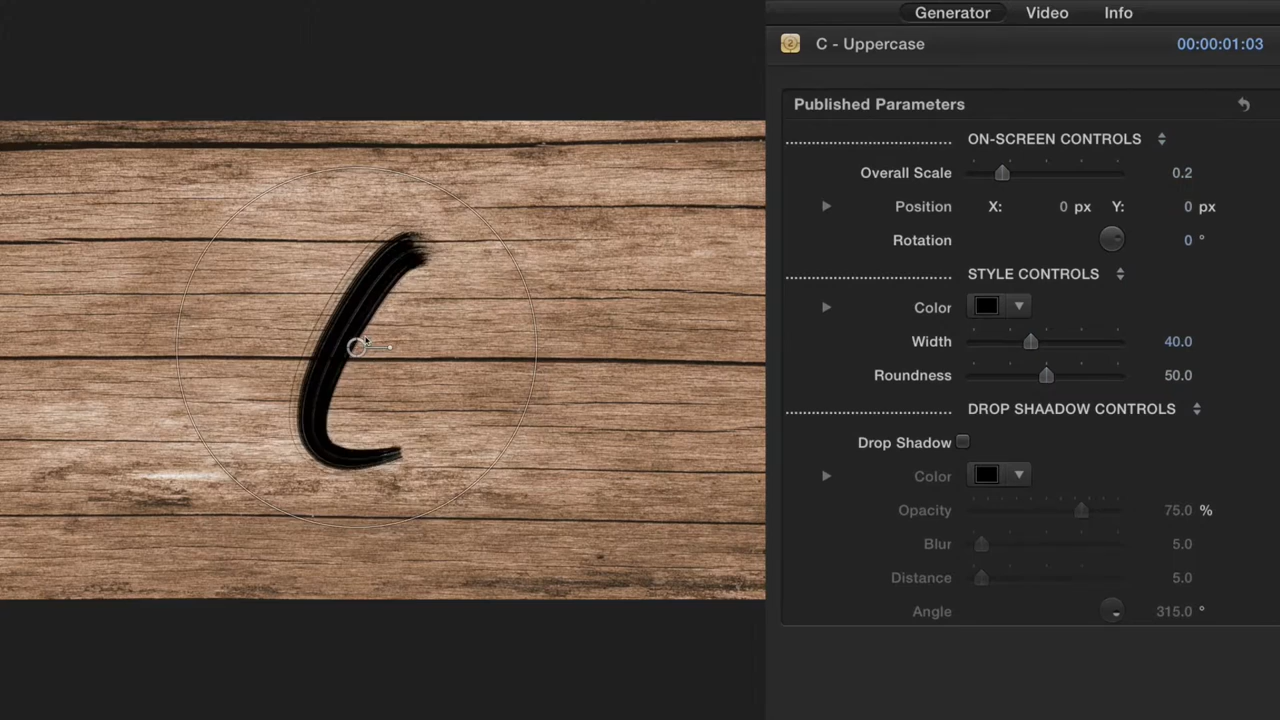 Generator Video Info
2 C - Uppercase 00:00:01:03
Published Parameters
ON-SCREEN CONTROLS
Overall Scale 0.2
Position X: 0 px Y: 0 px
Rotation 0 °
STYLE CONTROLS
Color
Width 40.0
Roundness 50.0
DROP SHAADOW CONTROLS
Drop Shadow
Color
Opacity 75.0 %
Blur 5.0
Distance 5.0
Angle 315.0 °
C